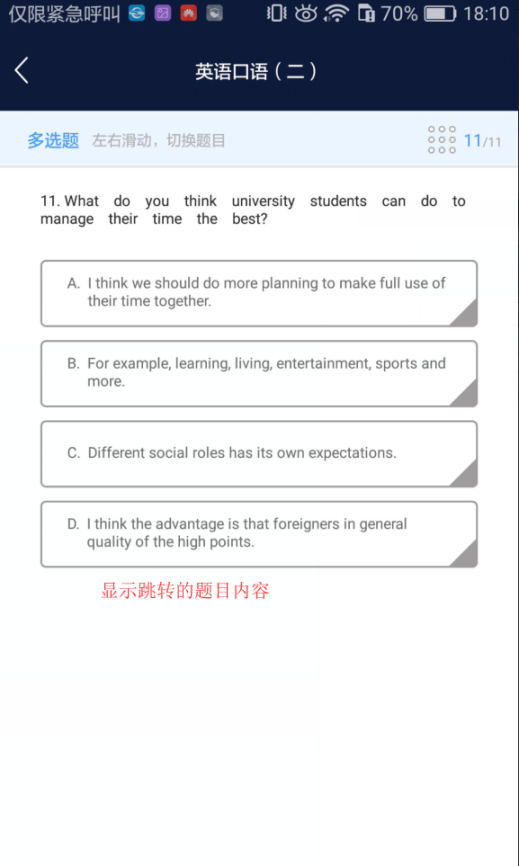 仅限紧急呼叫 70% 18:10
英语口语（二）
多选题 左右滑动，切换题目 11/11
11. What do you think university students can do to
manage their time the best?
A. I think we should do more planning to make full use of
their time together.
B. For example, learning, living, entertainment, sports and
more.
C. Different social roles has its own expectations.
D. I think the advantage is that foreigners in general
quality of the high points.
显示跳转的题目内容